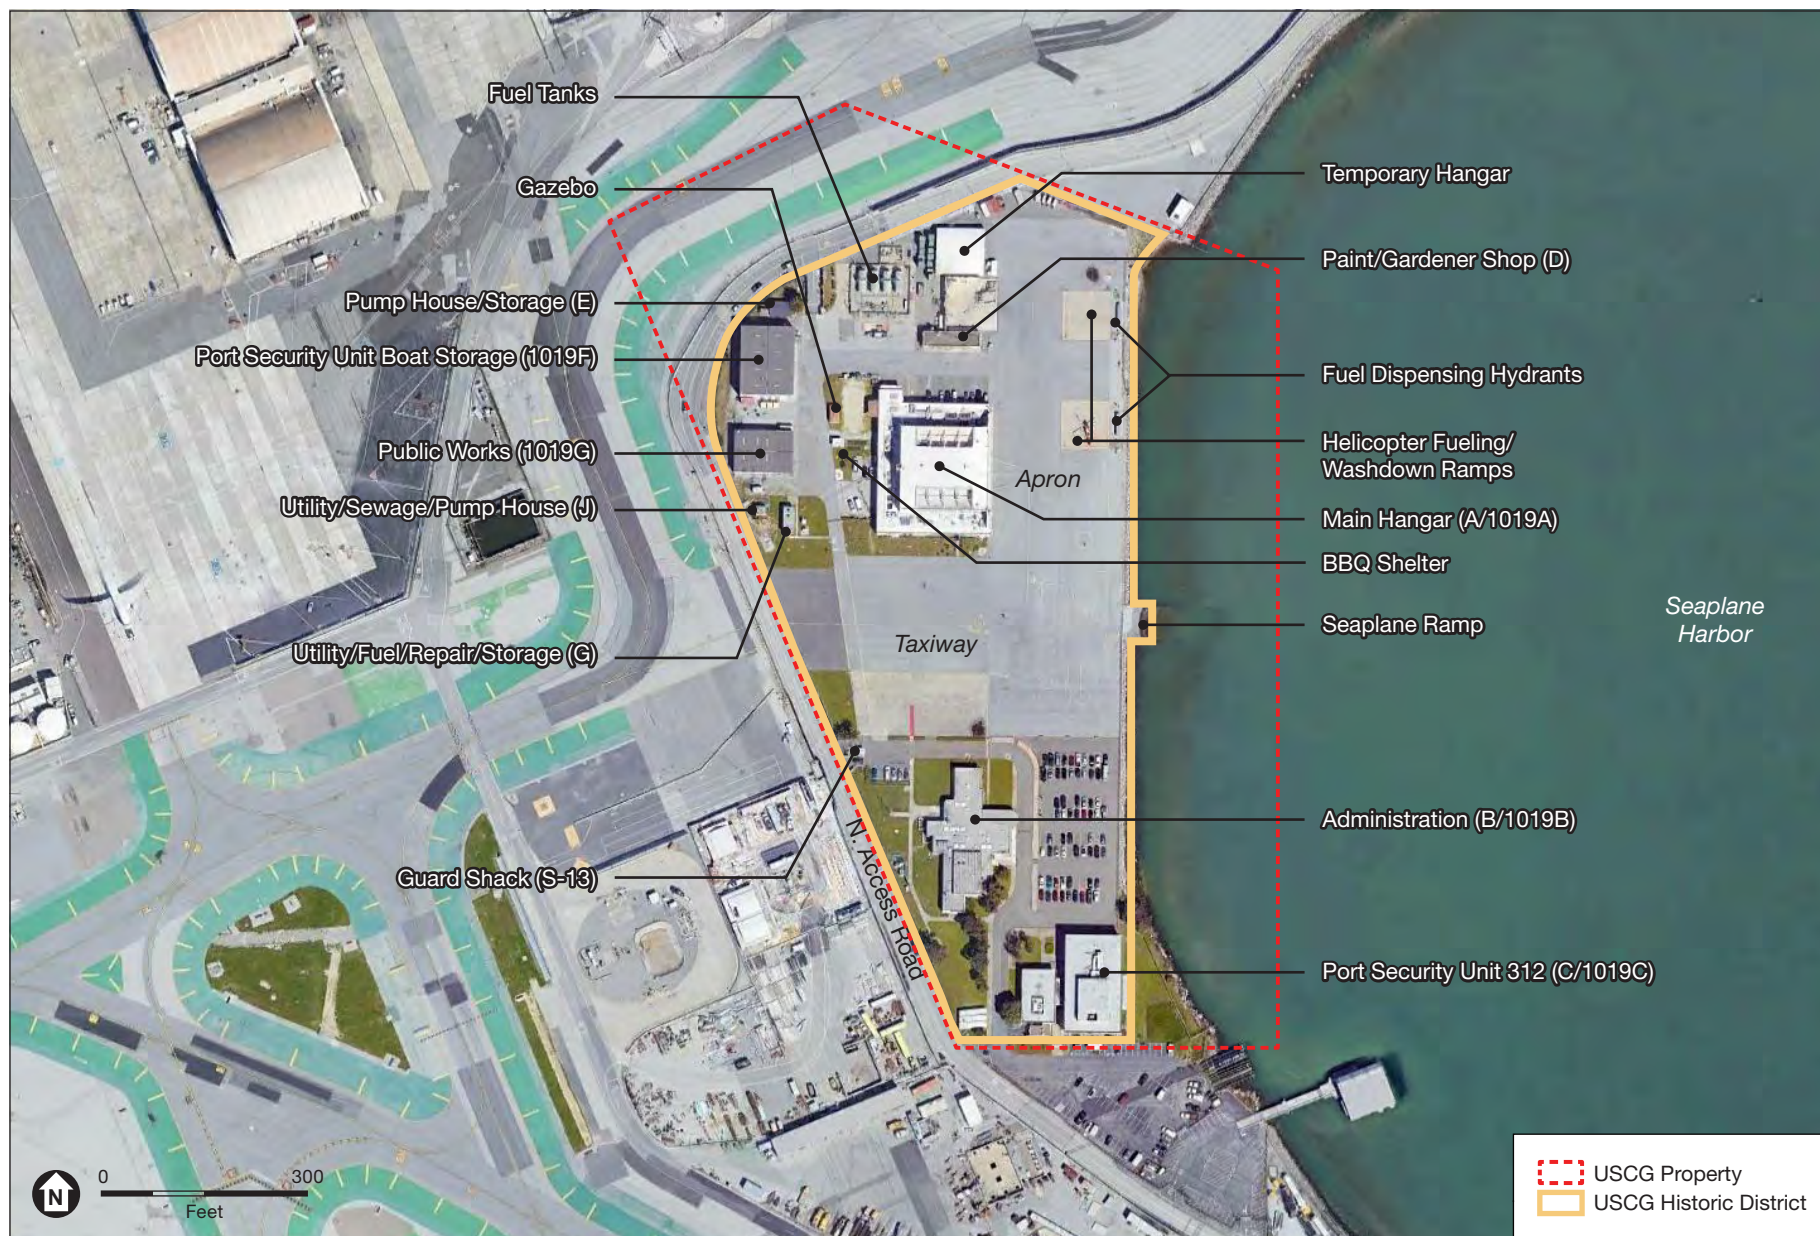 Fuel Tanks
Gazebo
Pump House/Storage (E)
Port Security Unit Boat Storage (1019F)
Public Works (1019G)
Utility/Sewage/Pump House (J)
Utility/Fuel/Repair/Storage (G)
Guard Shack (S-13)
Temporary Hangar
Paint/Gardener Shop (D)
Fuel Dispensing Hydrants
Helicopter Fueling/
Washdown Ramps
Main Hangar (A/1019A)
BBQ Shelter
Seaplane Ramp
Administration (B/1019B)
Port Security Unit 312 (C/1019C)
Apron
Taxiway
N. Access Road
Seaplane
Harbor
N
0
300
Feet
USCG Property
USCG Historic District